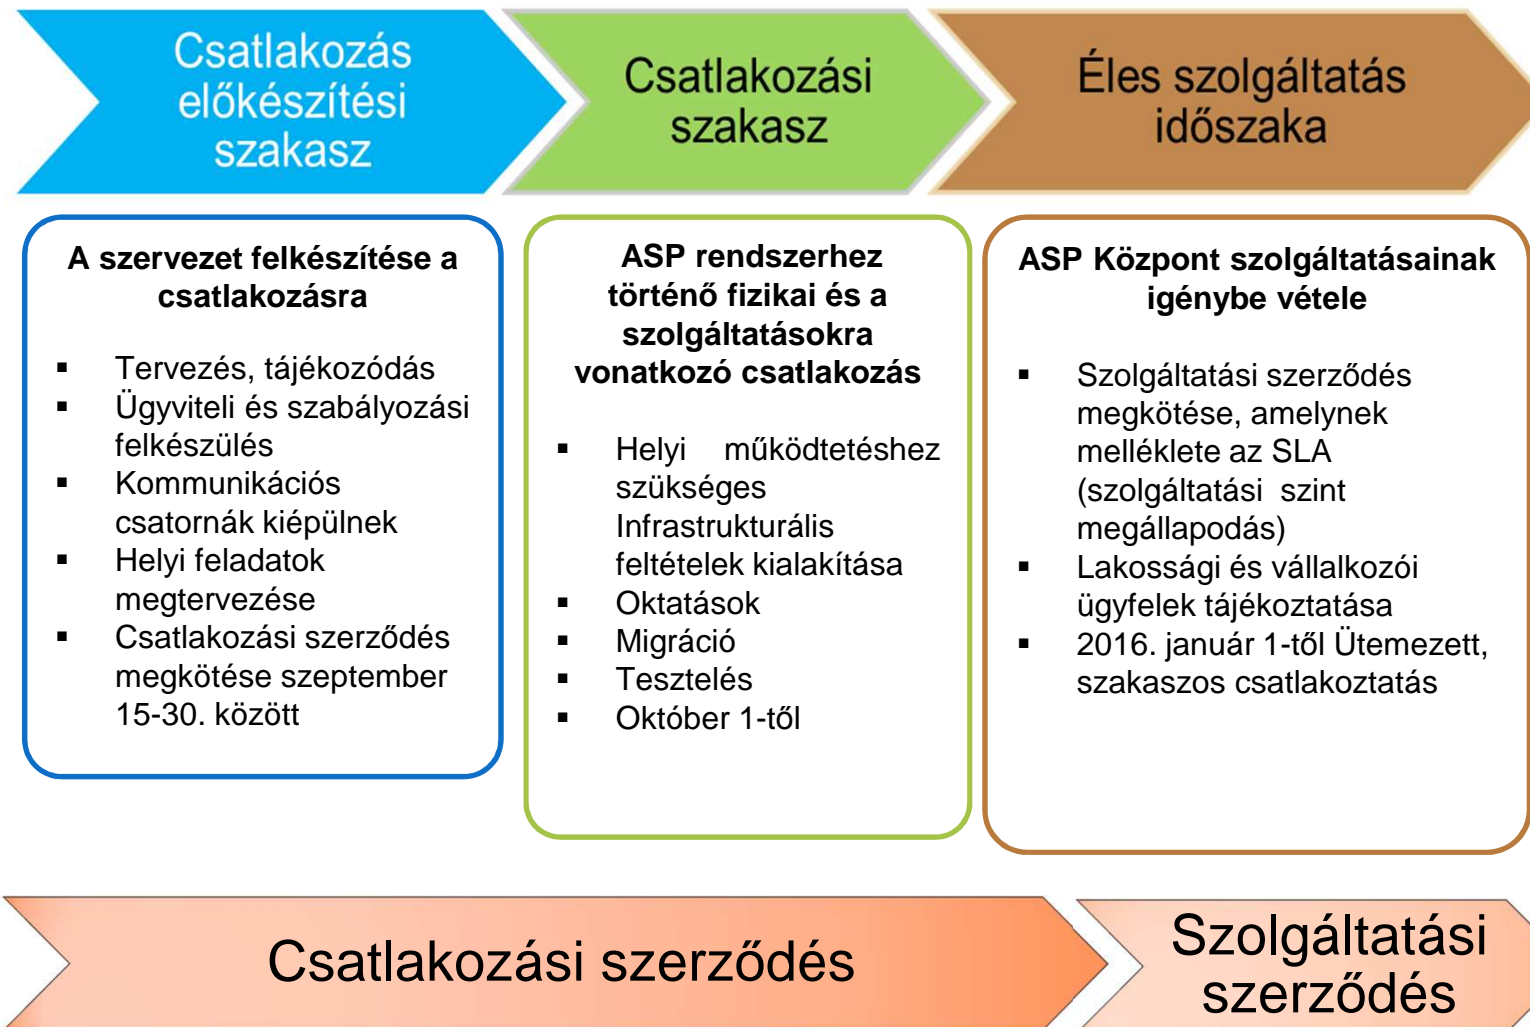 Csatlakozás
előkészítési
szakasz
Csatlakozási
szakasz
Éles szolgáltatás
időszaka
A szervezet felkészítése a
csatlakozásra
▪ Tervezés, tájékozódás
▪ Ügyviteli és szabályozási
felkészülés
▪ Kommunikációs
csatornák kiépülnek
▪ Helyi feladatok
megtervezése
▪ Csatlakozási szerződés
megkötése szeptember
15-30. között
ASP rendszerhez
történő fizikai és a
szolgáltatásokra
vonatkozó csatlakozás
▪ Helyi működtetéshez
szükséges
Infrastrukturális
feltételek kialakítása
▪ Oktatások
▪ Migráció
▪ Tesztelés
▪ Október 1-től
ASP Központ szolgáltatásainak
igénybe vétele
▪ Szolgáltatási szerződés
megkötése, amelynek
melléklete az SLA
(szolgáltatási szint
megállapodás)
▪ Lakossági és vállalkozói
ügyfelek tájékoztatása
▪ 2016. január 1-től Ütemezett,
szakaszos csatlakoztatás
Csatlakozási szerződés
Szolgáltatási
szerződés